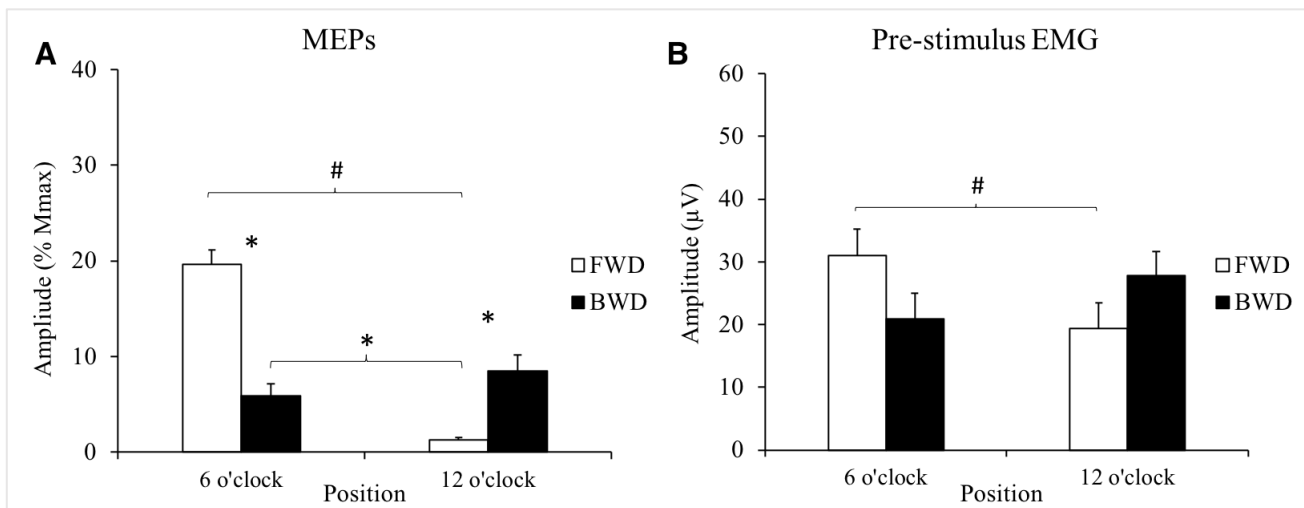 A
MEPs
Ampliude (% Mmax)
40
30
20
10
0
#
*
*
*
FWD
BWD
6 o'clock
12 o'clock
Position
B
Pre-stimulus EMG
Amplitude (μV)
60
50
40
30
20
10
0
#
FWD
BWD
6 o'clock
12 o'clock
Position